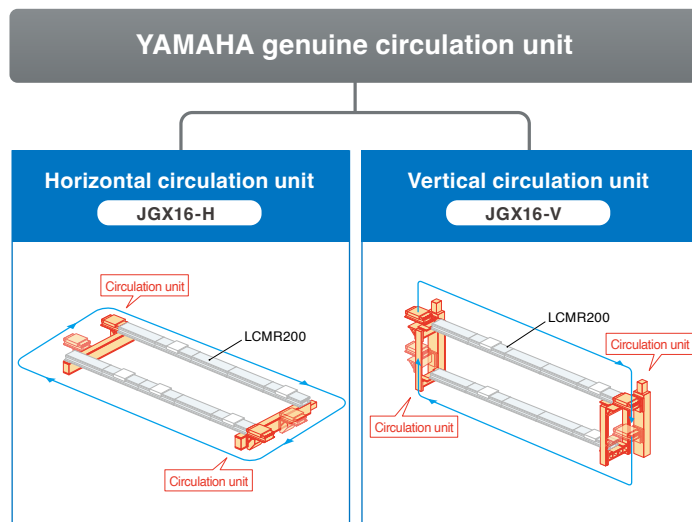 YAMAHA genuine circulation unit
Horizontal circulation unit
JGX16-H
Circulation unit
LCMR200
Circulation unit
Vertical circulation unit
JGX16-V
LCMR200
Circulation unit
Circulation unit